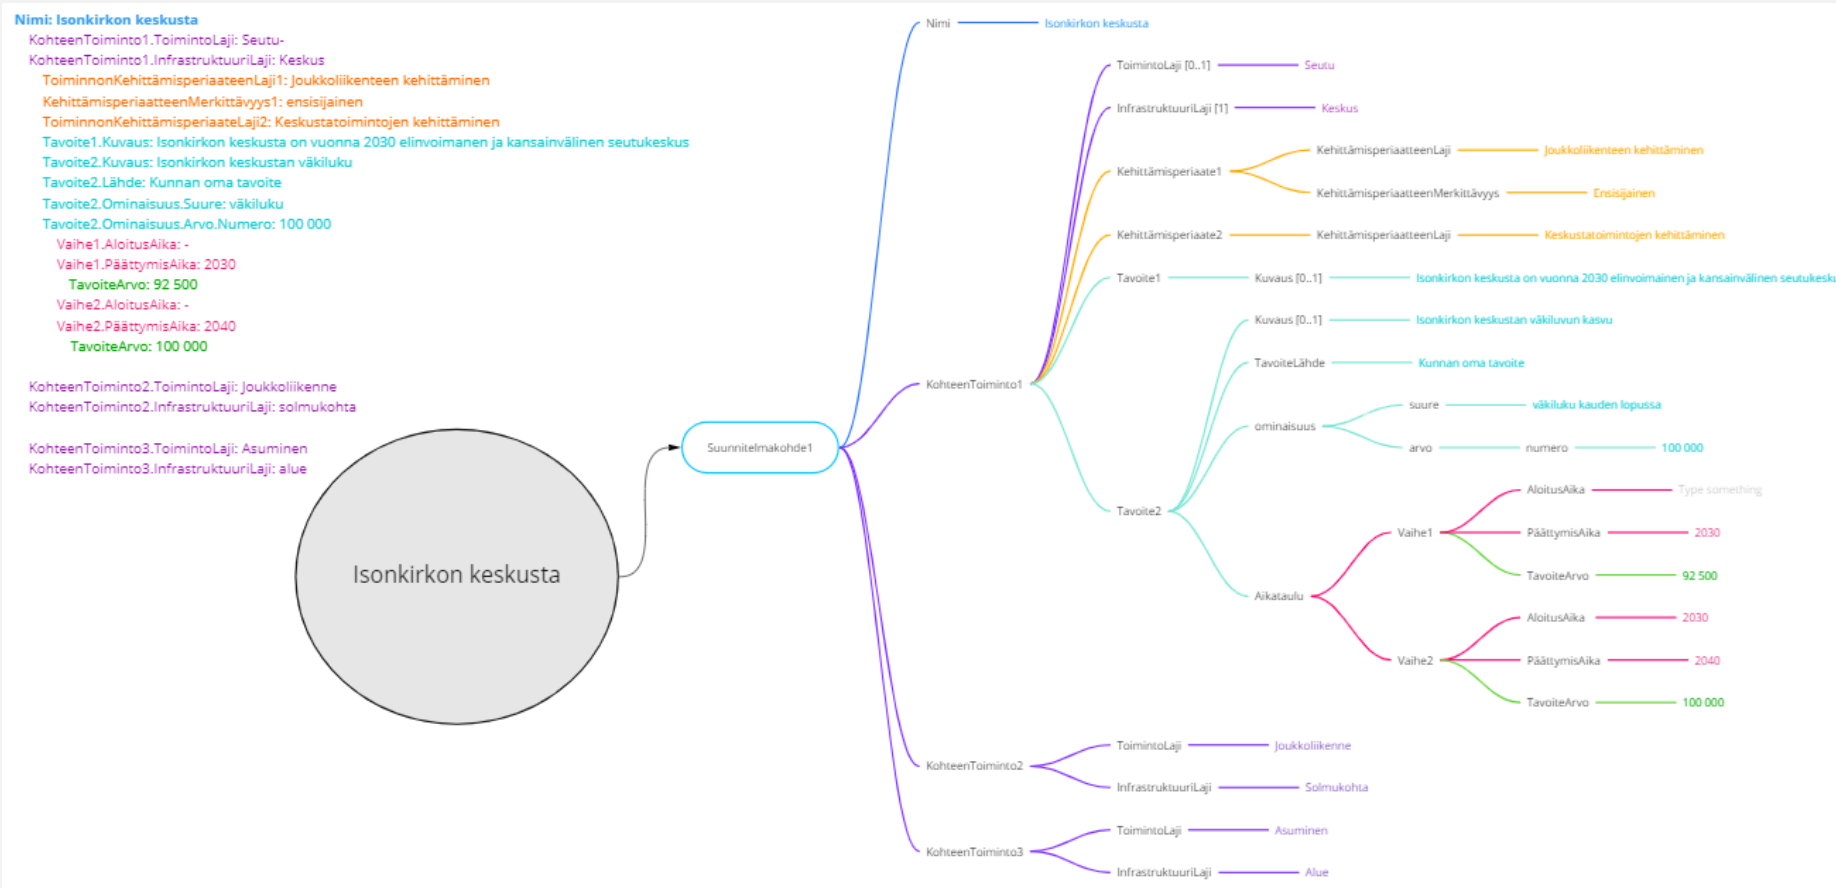 Nimi: Isonkirkon keskusta
KohteenToiminto1.ToimintoLaji: Seutu-
KohteenToiminto1.InfrastruktuuriLaji: Keskus
ToiminnonKehittämisperiaateenLaji1: Joukkoliikenteen kehittäminen
KehittämisperiaatteenMerkittävyys1: ensisijainen
ToiminnonKehittämisperiaateLaji2: Keskustatoimintojen kehittäminen
Tavoite1.Kuvaus: Isonkirkon keskusta on vuonna 2030 elinvoimanen ja kansainvälinen seutukeskus
Tavoite2.Kuvaus: Isonkirkon keskustan väkiluku
Tavoite2.Lähde: Kunnan oma tavoite
Tavoite2.Ominaisuus.Suure: väkiluku
Tavoite2.Ominaisuus.Arvo.Numero: 100 000
Vaihe1.AloitusAika: -
Vaihe1.PäättymisAika: 2030
TavoiteArvo: 92 500
Vaihe2.AloitusAika: -
Vaihe2.PäättymisAika: 2040
TavoiteArvo: 100 000
KohteenToiminto2.ToimintoLaji: Joukkoliikenne
KohteenToiminto2.InfrastruktuuriLaji: solmukohta
KohteenToiminto3.ToimintoLaji: Asuminen
KohteenToiminto3.InfrastruktuuriLaji: alue
Isonkirkon keskusta
Suunnitelmakohde1
Nimi Isonkirkon keskusta
KohteenToiminto1
ToimintoLaji [0..1] Seutu
InfrastruktuuriLaji [1] Keskus
Kehittämisperiaate1
KehittämisperiaatteenLaji Joukkoliikenteen kehittäminen
KehittämisperiaatteenMerkittävyys Ensisijainen
Kehittämisperiaate2 KehittämisperiaatteenLaji Keskustatoimintojen kehittäminen
Tavoite1 Kuvaus [0..1] Isonkirkon keskusta on vuonna 2030 elinvoimainen ja kansainvälinen seutukesku
Tavoite2
Kuvaus [0..1] Isonkirkon keskustan väkiluvun kasvu
TavoiteLähde Kunnan oma tavoite
ominaisuus
suure väkiluku kauden lopussa
arvo numero 100 000
Aikataulu
Vaihe1
AloitusAika Type something
PäättymisAika 2030
TavoiteArvo 92 500
Vaihe2
AloitusAika 2030
PäättymisAika 2040
TavoiteArvo 100 000
KohteenToiminto2
ToimintoLaji Joukkoliikenne
InfrastruktuuriLaji Solmukohta
KohteenToiminto3
ToimintoLaji Asuminen
InfrastruktuuriLaji Alue